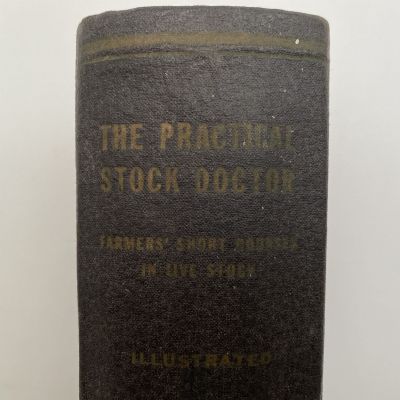 THE PRACTICAL
STOCK DOCTOR
FARMERS' SHORT COURSES
IN LIVE STOCK
ILLUSTRATED